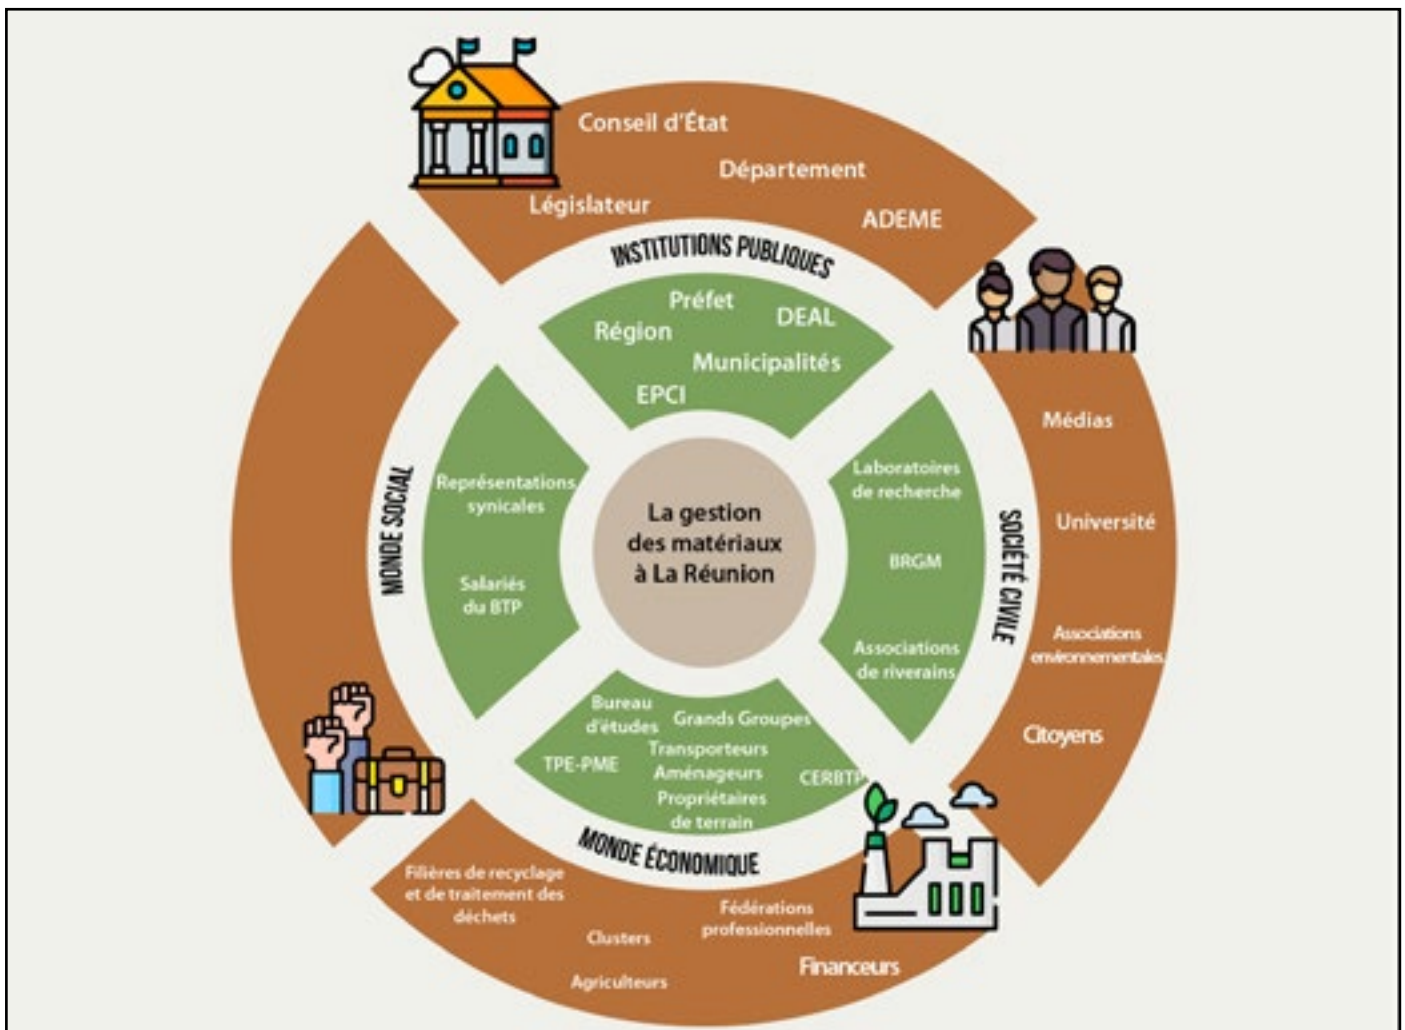 Conseil d'État
Département
Législateur
ADEME
INSTITUTIONS PUBLIQUES
Préfet
DEAL
Région
Municipalités
EPCI
Médias
Université
Associations
environnementales
Citoyens
SOCIÉTÉ CIVILE
Laboratoires
de recherche
BRGM
Associations
de riverains
La gestion
des matériaux
à La Réunion
MONDE SOCIAL
Représentations
synicales
Salariés
du BTP
Bureau
d'études
Grands Groupes
Transporteurs
TPE-PME
Aménageurs
CERBTP
Propriétaires
de terrain
MONDE ÉCONOMIQUE
Filières de recyclage
et de traitement des
déchets
Fédérations
professionnelles
Clusters
Financeurs
Agriculteurs